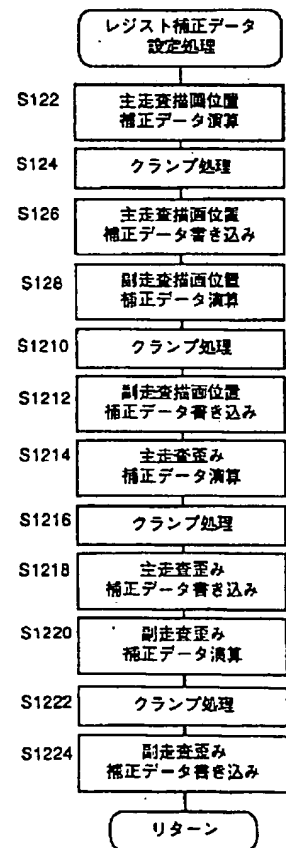 レジスト補正データ
設定処理
S122
主走査描画位置
補正データ演算
S124
クランプ処理
S126
主走査描画位置
補正データ書き込み
S128
副走査描画位置
補正データ演算
S1210
クランプ処理
S1212
副走査描画位置
補正データ書き込み
S1214
主走査歪み
補正データ演算
S1216
クランプ処理
S1218
主走査歪み
補正データ書き込み
S1220
副走査歪み
補正データ演算
S1222
クランプ処理
S1224
副走査歪み
補正データ書き込み
リターン